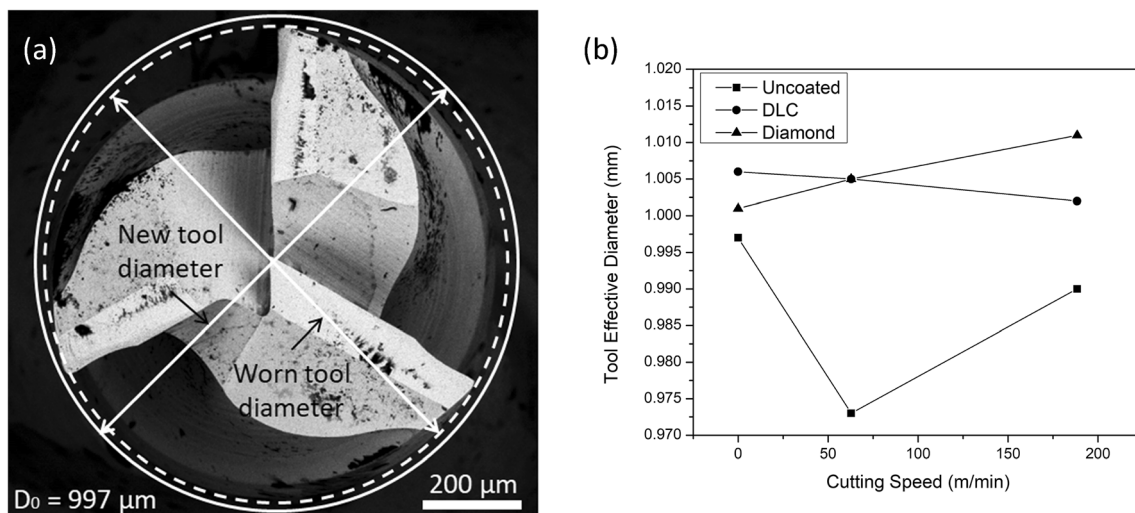 (a)
New tool
diameter
Worn tool
diameter
D₀ = 997 μm
200 μm
(b)
Uncoated
DLC
Diamond
Tool Effective Diameter (mm)
1.020
1.015
1.010
1.005
1.000
0.995
0.990
0.985
0.980
0.975
0.970
0
50
100
150
200
Cutting Speed (m/min)